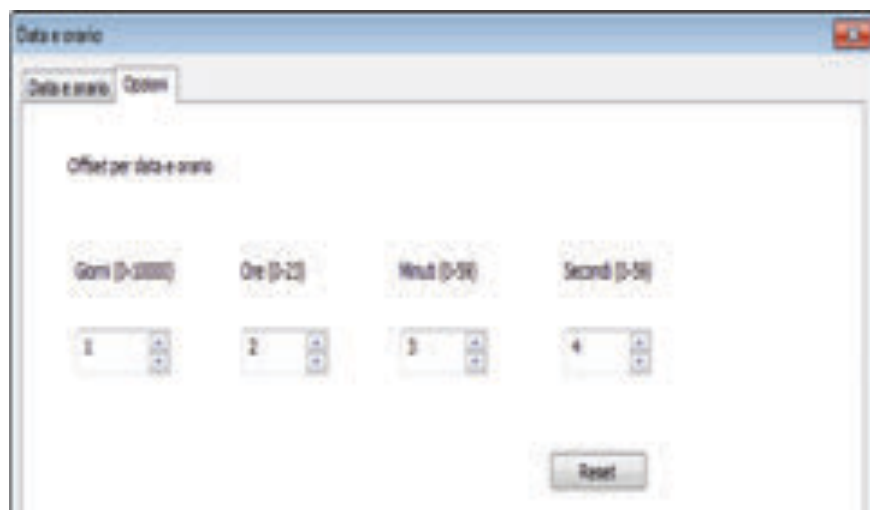 Data e orario
Data e orario Opzioni
Offset per data e orario
Giorni (0-10000) Ore (0-23) Minuti (0-59) Secondi (0-59)
1 2 3 4
Reset